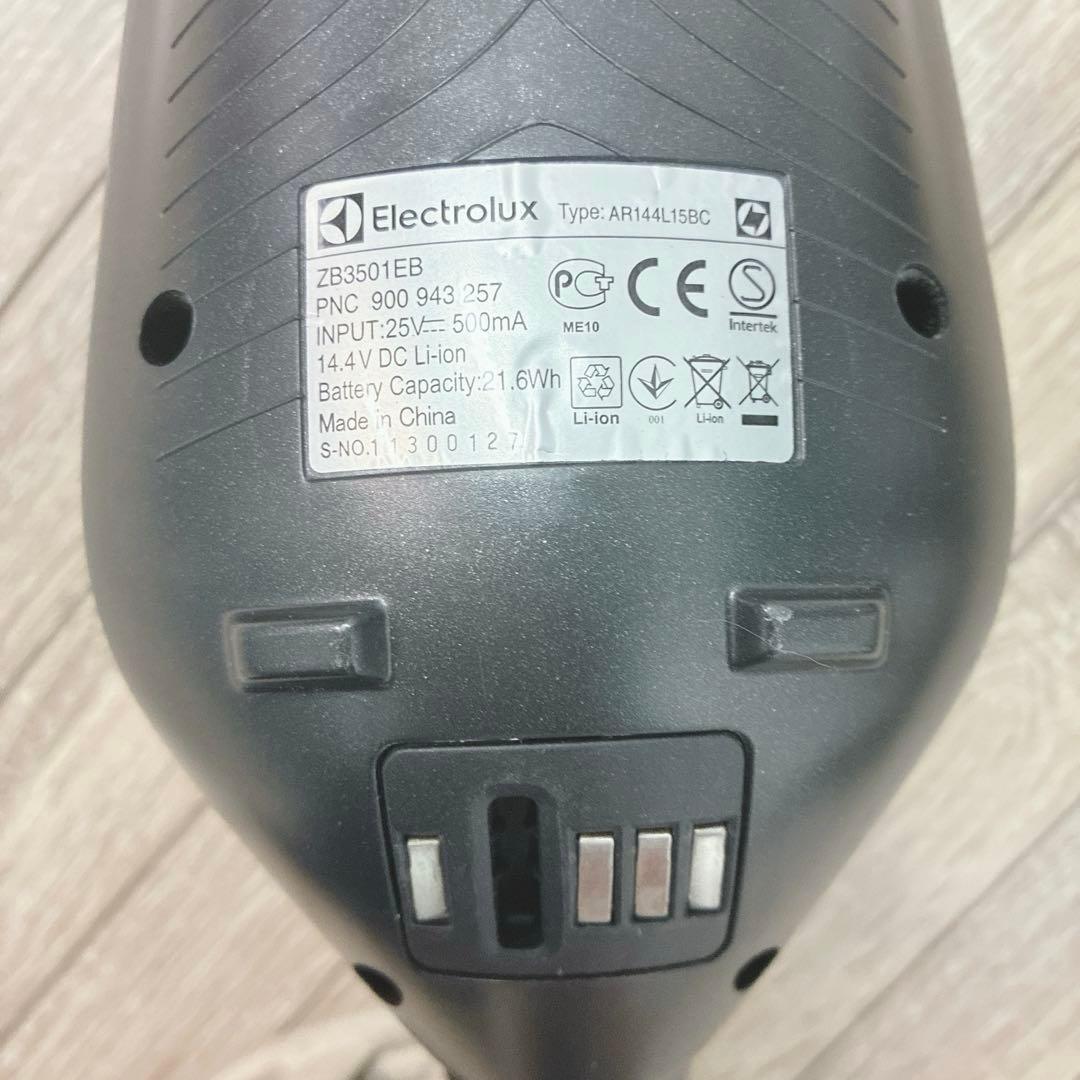 Electrolux Type: AR144L15BC
ZB3501EB
PNC 900 943 257
INPUT:25V⎓ 500mA
14.4V DC Li-ion
Battery Capacity:21.6Wh
Made in China
S-NO.11300127
ME10
CE
S
Intertek
Li-ion
001
Li-ion